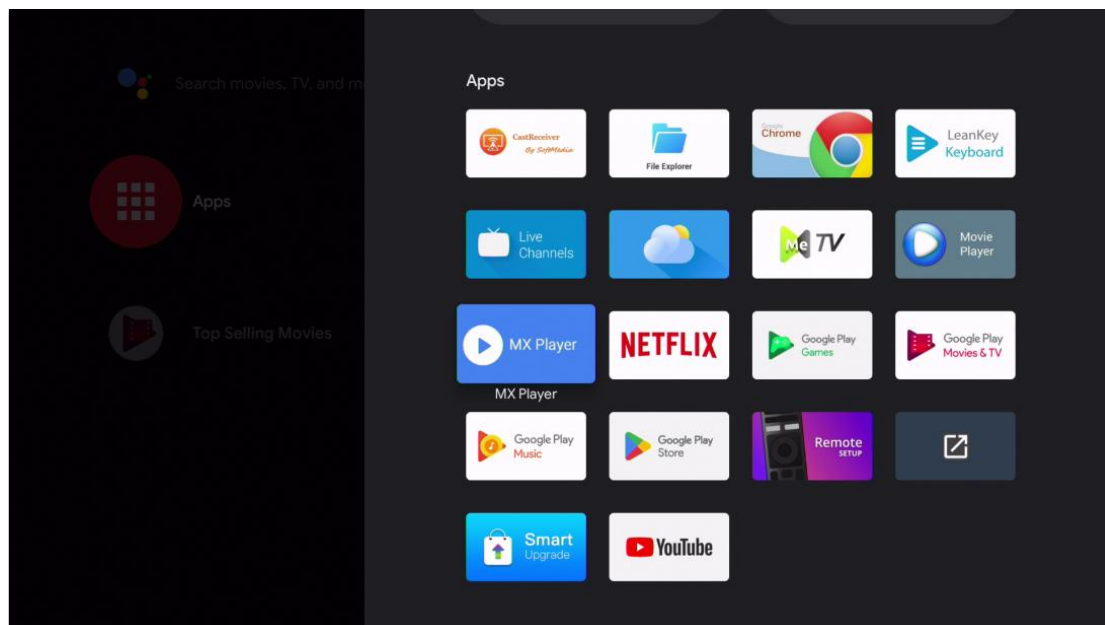 Search movies, TV, and m
Apps
Top Selling Movies
Apps
CastReceiver
By SoftMedia
File Explorer
Google
Chrome
LeanKey
Keyboard
Live
Channels
Me TV
Movie
Player
MX Player
MX Player
NETFLIX
Google Play
Games
Google Play
Movies & TV
Google Play
Music
Google Play
Store
Remote
SETUP
Smart
Upgrade
YouTube